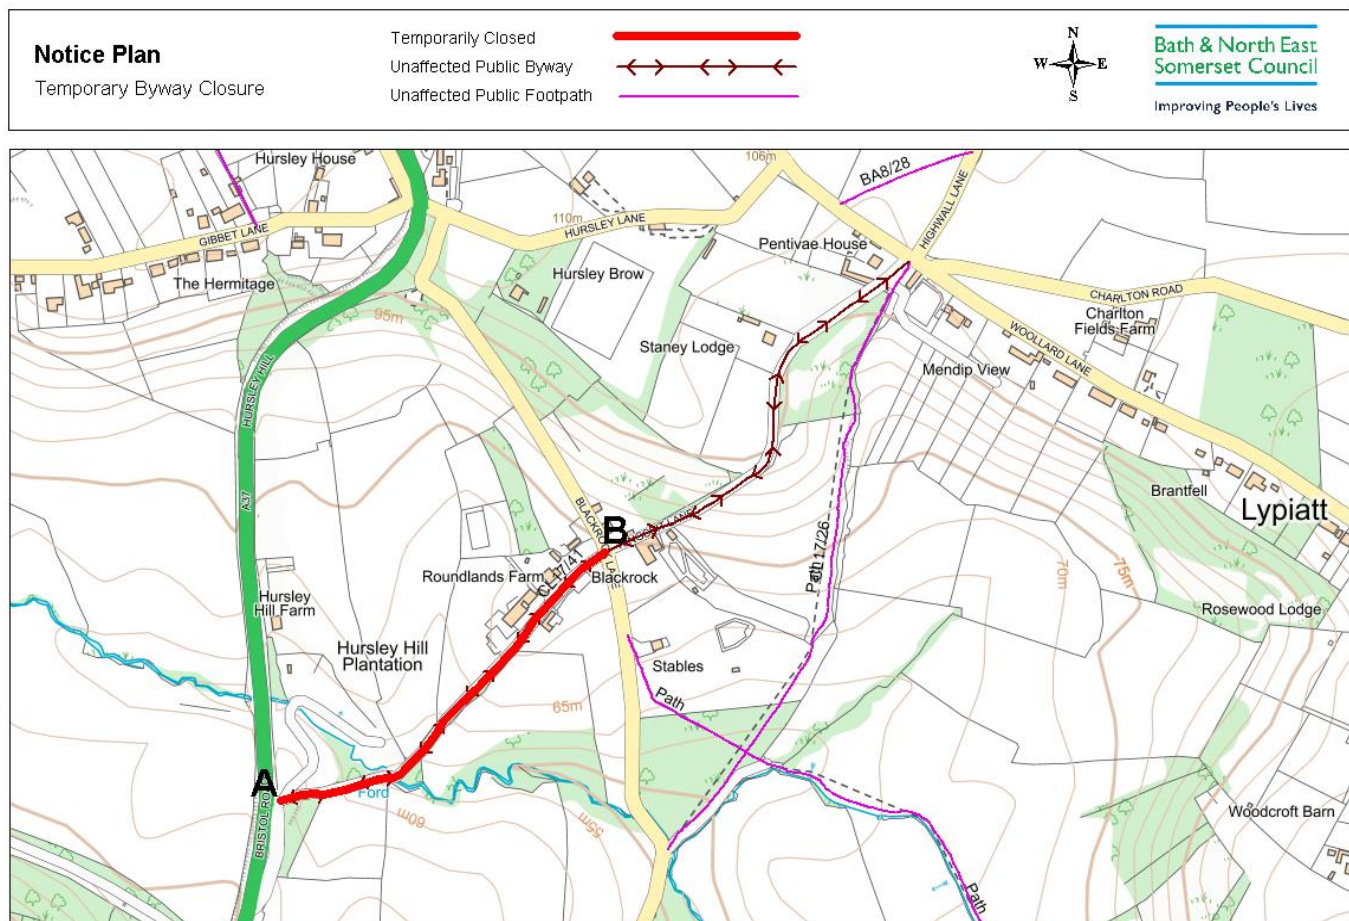 Notice Plan
Temporary Byway Closure
Temporarily Closed
Unaffected Public Byway
Unaffected Public Footpath
N
W
E
S
Bath & North East
Somerset Council
Improving People's Lives
Hursley House
106m
BA8/28
HIGHWALL LANE
110m
HURSLEY LANE
GIBBET LANE
Pentivae House
The Hermitage
Hursley Brow
CHARLTON ROAD
95m
Charlton
Fields Farm
WOOLLARD LANE
Staney Lodge
Mendip View
HURSLEY HILL
A37
Brantfell
Lypiatt
B
LANE
LANE
CL17/41
CL17/26
Path
Roundlands Farm
Blackrock
70m
75m
Hursley
Hill Farm
Rosewood Lodge
Hursley Hill
Plantation
Stables
Path
65m
A
Ford
BRISTOL
60m
55m
Woodcroft Barn
Path